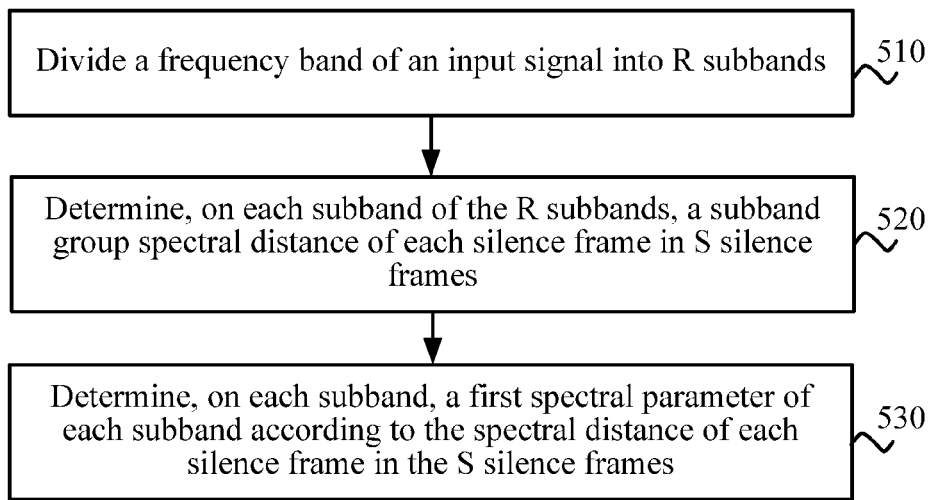 Divide a frequency band of an input signal into R subbands
510
Determine, on each subband of the R subbands, a subband
group spectral distance of each silence frame in S silence
frames
520
Determine, on each subband, a first spectral parameter of
each subband according to the spectral distance of each
silence frame in the S silence frames
530